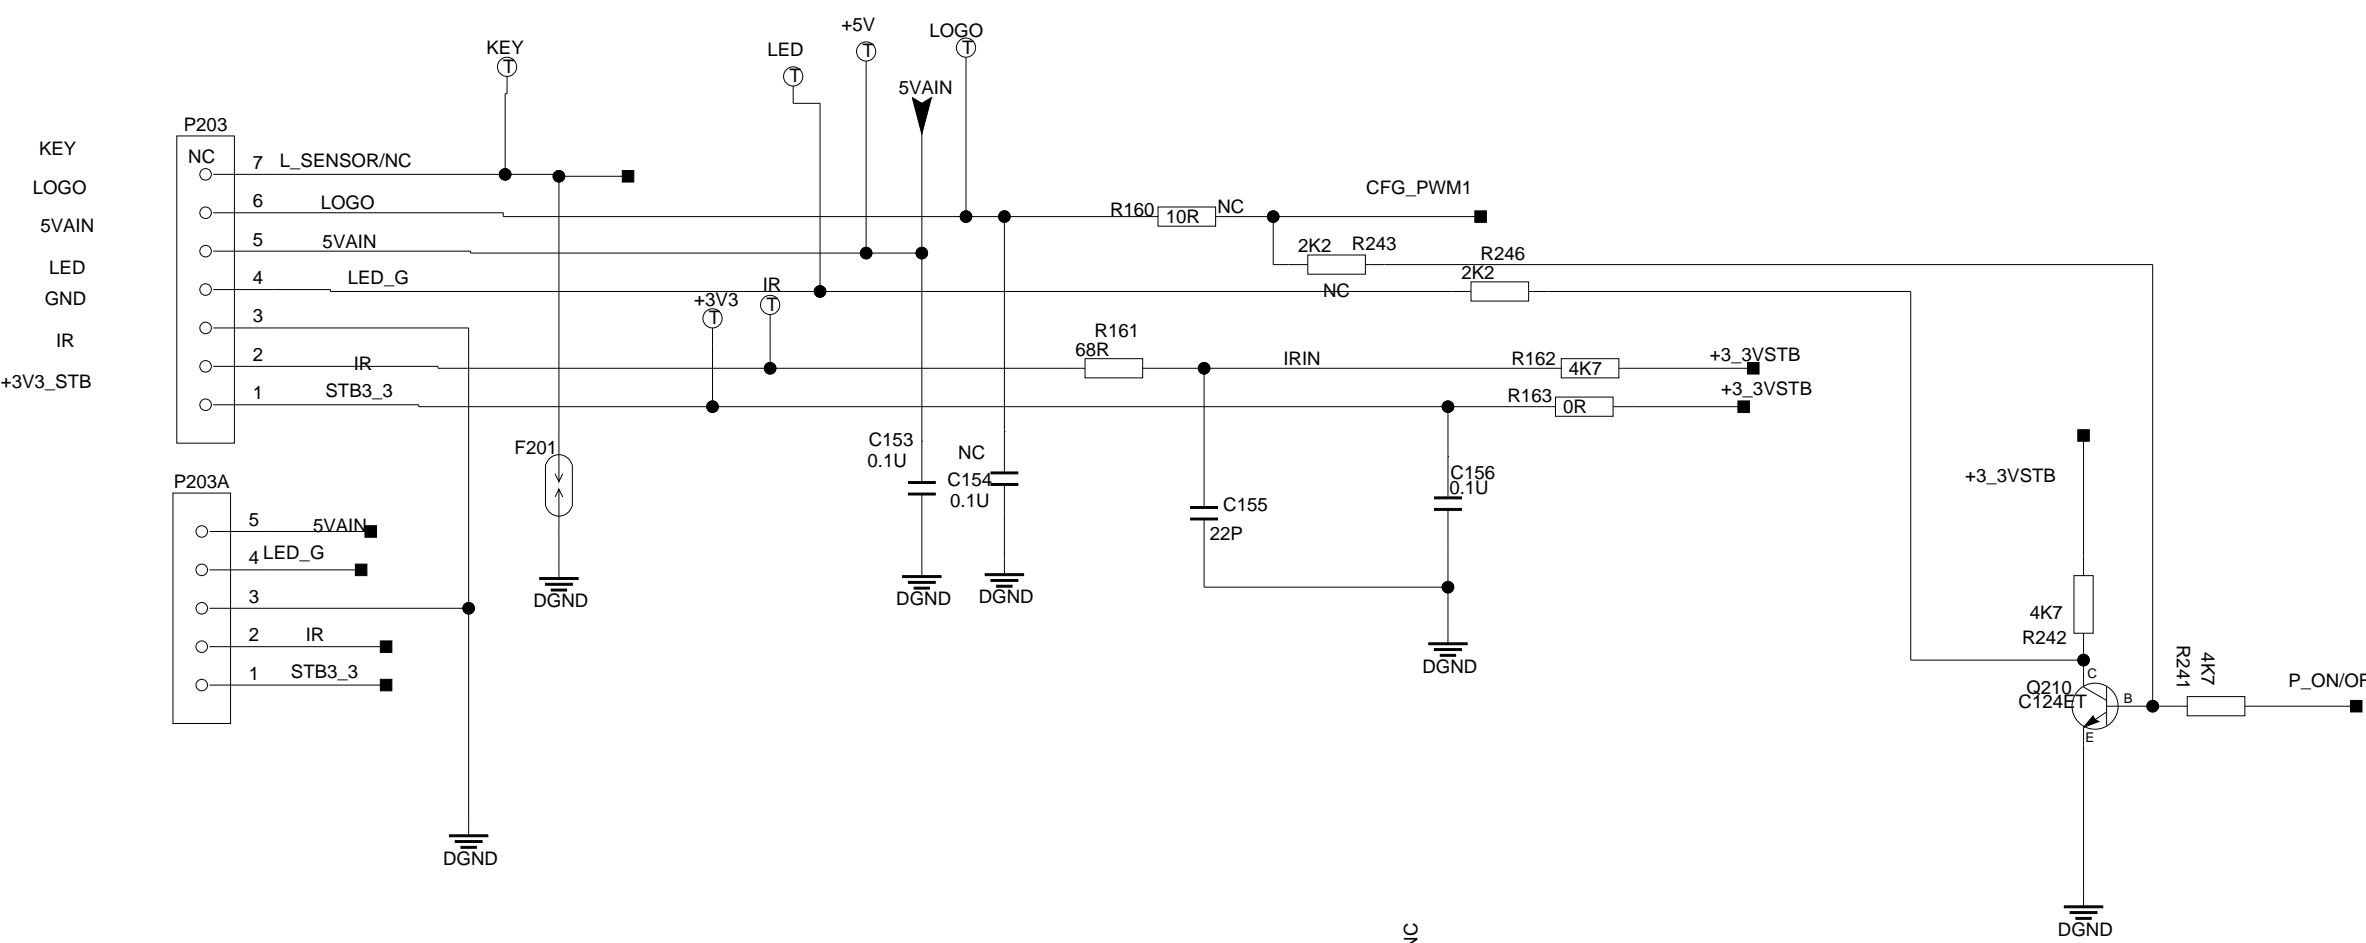 KEY
LED
+5V
LOGO
5VAIN
P203
KEY
LOGO
5VAIN
LED
GND
IR
+3V3_STB
NC
7 L_SENSOR/NC
6 LOGO
5 5VAIN
4 LED_G
3
2 IR
1 STB3_3
+3V3
IR
R160 10R NC
CFG_PWM1
2K2 R243
R246
2K2
NC
R161
68R
IRIN
R162 4K7
+3_3VSTB
R163 0R
+3_3VSTB
F201
DGND
C153
0.1U
DGND
NC
C154
0.1U
DGND
C155
22P
C156
0.1U
DGND
P203A
5 5VAIN
4 LED_G
3
2 IR
1 STB3_3
DGND
+3_3VSTB
4K7
R242
Q210
C124ET
C
B
E
R241
4K7
P_ON/OF
DGND
NC
T
T
T
T
T
T